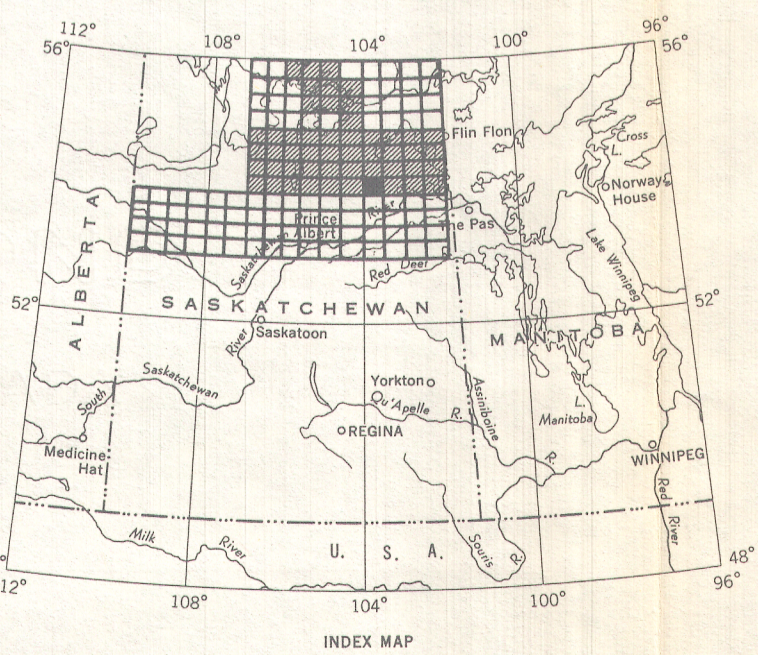 112°
108°
104°
100°
96°
56°
56°
Flin Flon
Cross
L.
Norway
House
River
Prince
Albert
The Pas
ALBERTA
Saskatchewan
Red Deer
Lake Winnipeg
52°
SASKATCHEWAN
52°
MANITOBA
River
Saskatoon
South
Saskatchewan
Yorkton
Qu'Apelle
R.
Assiniboine
L.
Manitoba
REGINA
Medicine
Hat
R.
WINNIPEG
Red
River
Milk
River
U. S. A.
Souris
R.
48°
12°
108°
104°
100°
96°
INDEX MAP